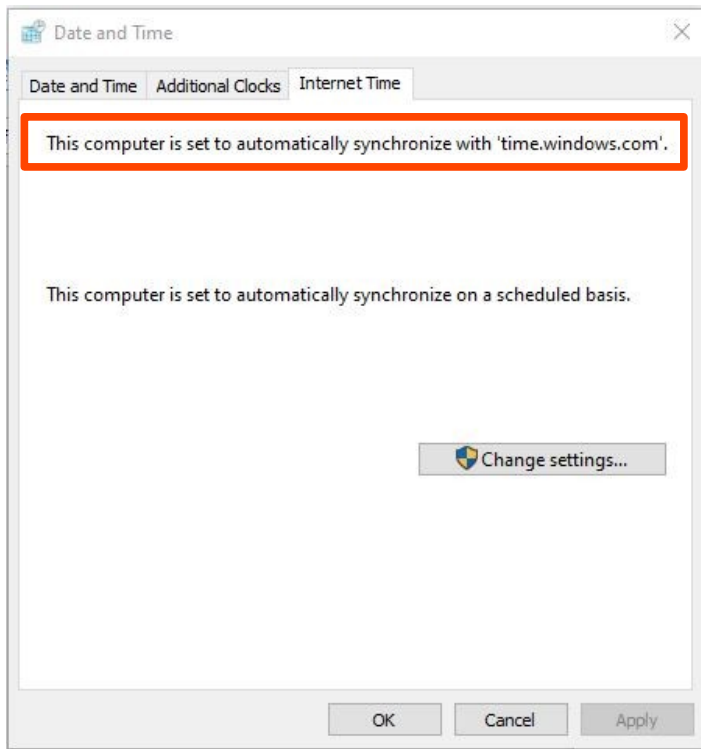 Date and Time
Date and Time Additional Clocks Internet Time
This computer is set to automatically synchronize with 'time.windows.com'.
This computer is set to automatically synchronize on a scheduled basis.
Change settings...
OK Cancel Apply